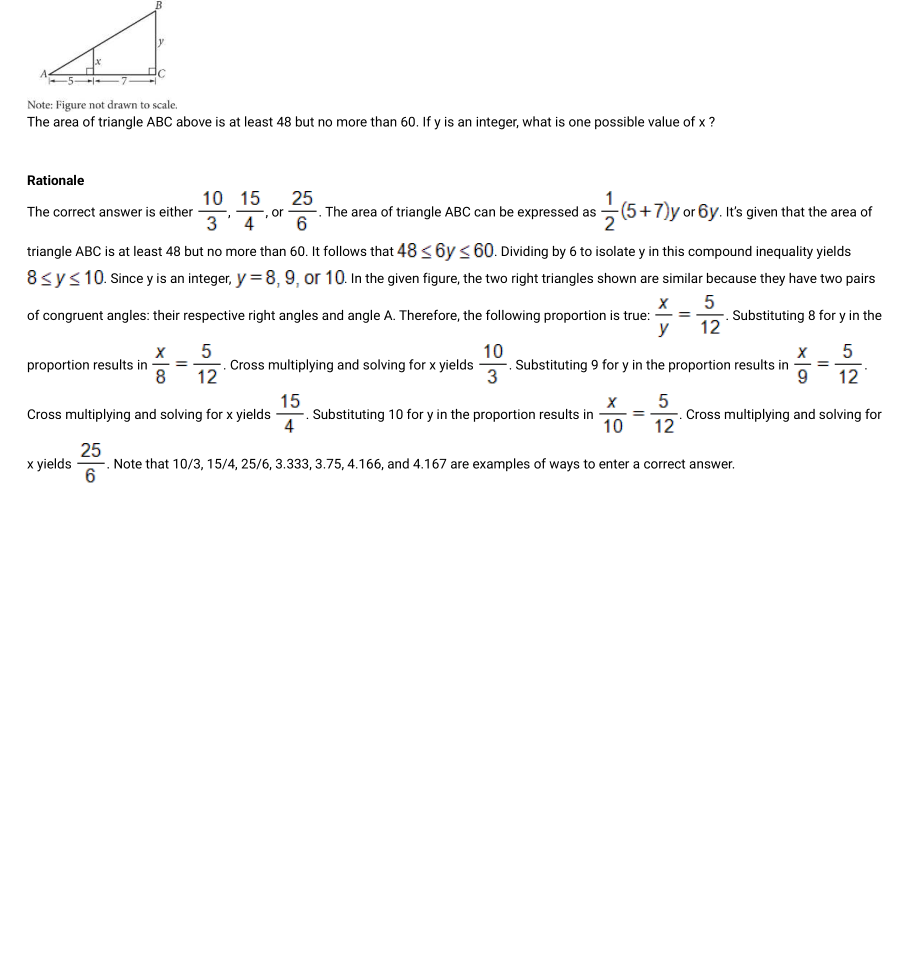 B
y
x
A
C
5
7
Note: Figure not drawn to scale.
The area of triangle ABC above is at least 48 but no more than 60. If y is an integer, what is one possible value of x ?
Rationale
The correct answer is either 10/3, 15/4, or 25/6. The area of triangle ABC can be expressed as 1/2(5+7)y or 6y. It's given that the area of
triangle ABC is at least 48 but no more than 60. It follows that 48 ≤ 6y ≤ 60. Dividing by 6 to isolate y in this compound inequality yields
8 ≤ y ≤ 10. Since y is an integer, y = 8, 9, or 10. In the given figure, the two right triangles shown are similar because they have two pairs
of congruent angles: their respective right angles and angle A. Therefore, the following proportion is true: x/y = 5/12. Substituting 8 for y in the
proportion results in x/8 = 5/12. Cross multiplying and solving for x yields 10/3. Substituting 9 for y in the proportion results in x/9 = 5/12.
Cross multiplying and solving for x yields 15/4. Substituting 10 for y in the proportion results in x/10 = 5/12. Cross multiplying and solving for
x yields 25/6. Note that 10/3, 15/4, 25/6, 3.333, 3.75, 4.166, and 4.167 are examples of ways to enter a correct answer.